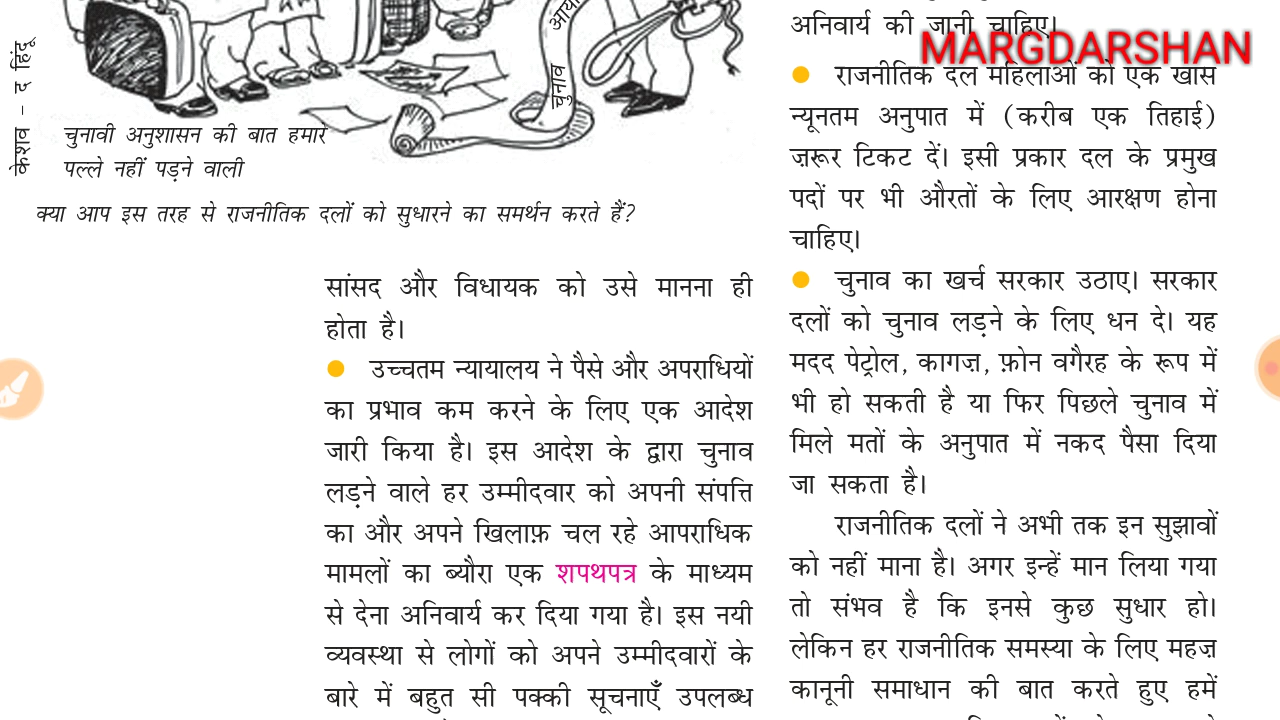 केशव – द हिंदू
चुनाव
चुनावी अनुशासन की बात हमारे
पल्ले नहीं पड़ने वाली
क्या आप इस तरह से राजनीतिक दलों को सुधारने का समर्थन करते हैं?
सांसद और विधायक को उसे मानना ही
होता है।
उच्चतम न्यायालय ने पैसे और अपराधियों
का प्रभाव कम करने के लिए एक आदेश
जारी किया है। इस आदेश के द्वारा चुनाव
लड़ने वाले हर उम्मीदवार को अपनी संपत्ति
का और अपने खिलाफ़ चल रहे आपराधिक
मामलों का ब्यौरा एक शपथपत्र के माध्यम
से देना अनिवार्य कर दिया गया है। इस नयी
व्यवस्था से लोगों को अपने उम्मीदवारों के
बारे में बहुत सी पक्की सूचनाएँ उपलब्ध
अनिवार्य की जानी चाहिए।
MARGDARSHAN
राजनीतिक दल महिलाओं को एक खास
न्यूनतम अनुपात में (करीब एक तिहाई)
ज़रूर टिकट दें। इसी प्रकार दल के प्रमुख
पदों पर भी औरतों के लिए आरक्षण होना
चाहिए।
चुनाव का खर्च सरकार उठाए। सरकार
दलों को चुनाव लड़ने के लिए धन दे। यह
मदद पेट्रोल, कागज़, फ़ोन वगैरह के रूप में
भी हो सकती है या फिर पिछले चुनाव में
मिले मतों के अनुपात में नकद पैसा दिया
जा सकता है।
राजनीतिक दलों ने अभी तक इन सुझावों
को नहीं माना है। अगर इन्हें मान लिया गया
तो संभव है कि इनसे कुछ सुधार हो।
लेकिन हर राजनीतिक समस्या के लिए महज़
कानूनी समाधान की बात करते हुए हमें